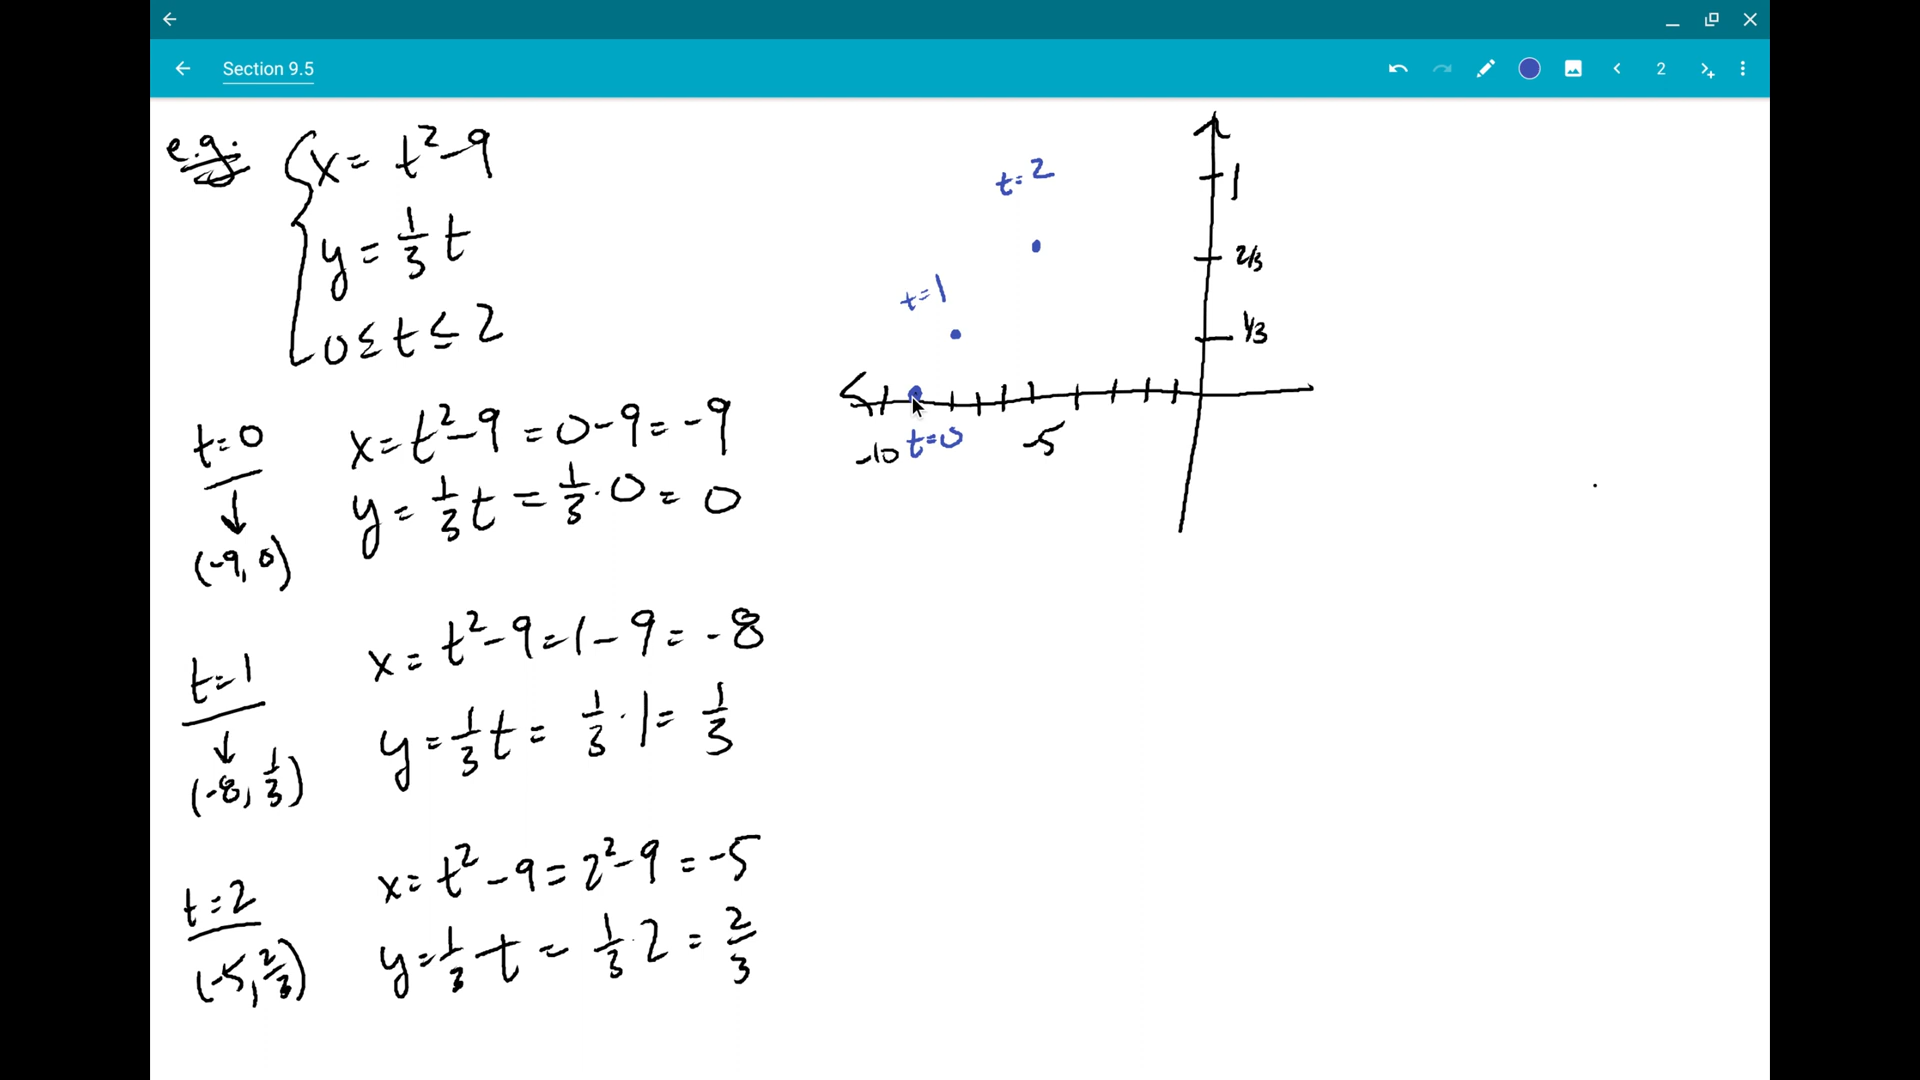 Section 9.5
2
e.g.
x = t² - 9
y = 1/3 t
0 ≤ t ≤ 2
t=0
x = t² - 9 = 0 - 9 = -9
y = 1/3 t = 1/3 · 0 = 0
(-9, 0)
t=1
x = t² - 9 = 1 - 9 = -8
y = 1/3 t = 1/3 · 1 = 1/3
(-8, 1/3)
t=2
x = t² - 9 = 2² - 9 = -5
y = 1/3 t = 1/3 · 2 = 2/3
(-5, 2/3)
t=2
1
2/3
t=1
1/3
-10
t=0
-5